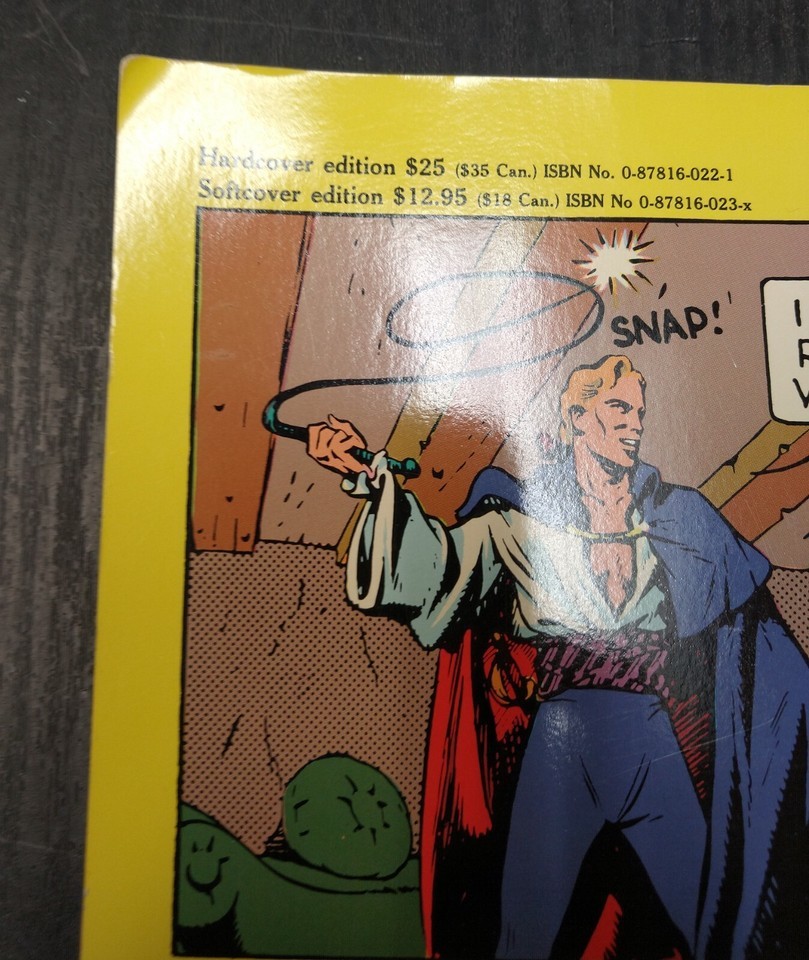 Hardcover edition $25 ($35 Can.) ISBN No. 0-87816-022-1
Softcover edition $12.95 ($18 Can.) ISBN No 0-87816-023-x
SNAP!
I